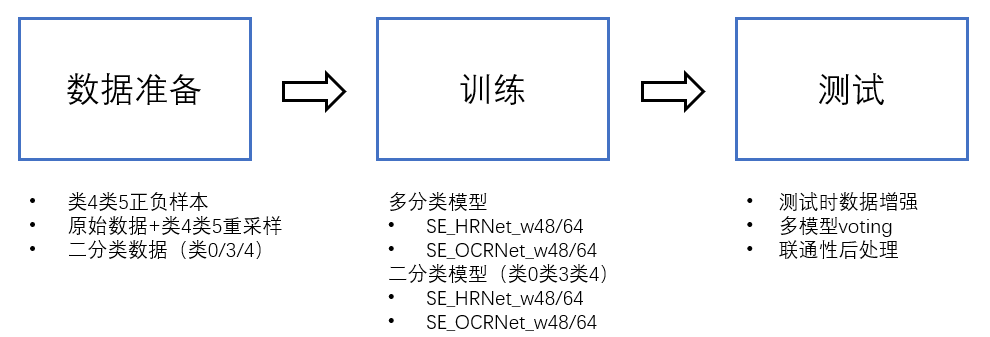 数据准备
训练
测试
• 类4类5正负样本
• 原始数据+类4类5重采样
• 二分类数据（类0/3/4）
多分类模型
• SE_HRNet_w48/64
• SE_OCRNet_w48/64
二分类模型（类0类3类4）
• SE_HRNet_w48/64
• SE_OCRNet_w48/64
• 测试时数据增强
• 多模型voting
• 联通性后处理